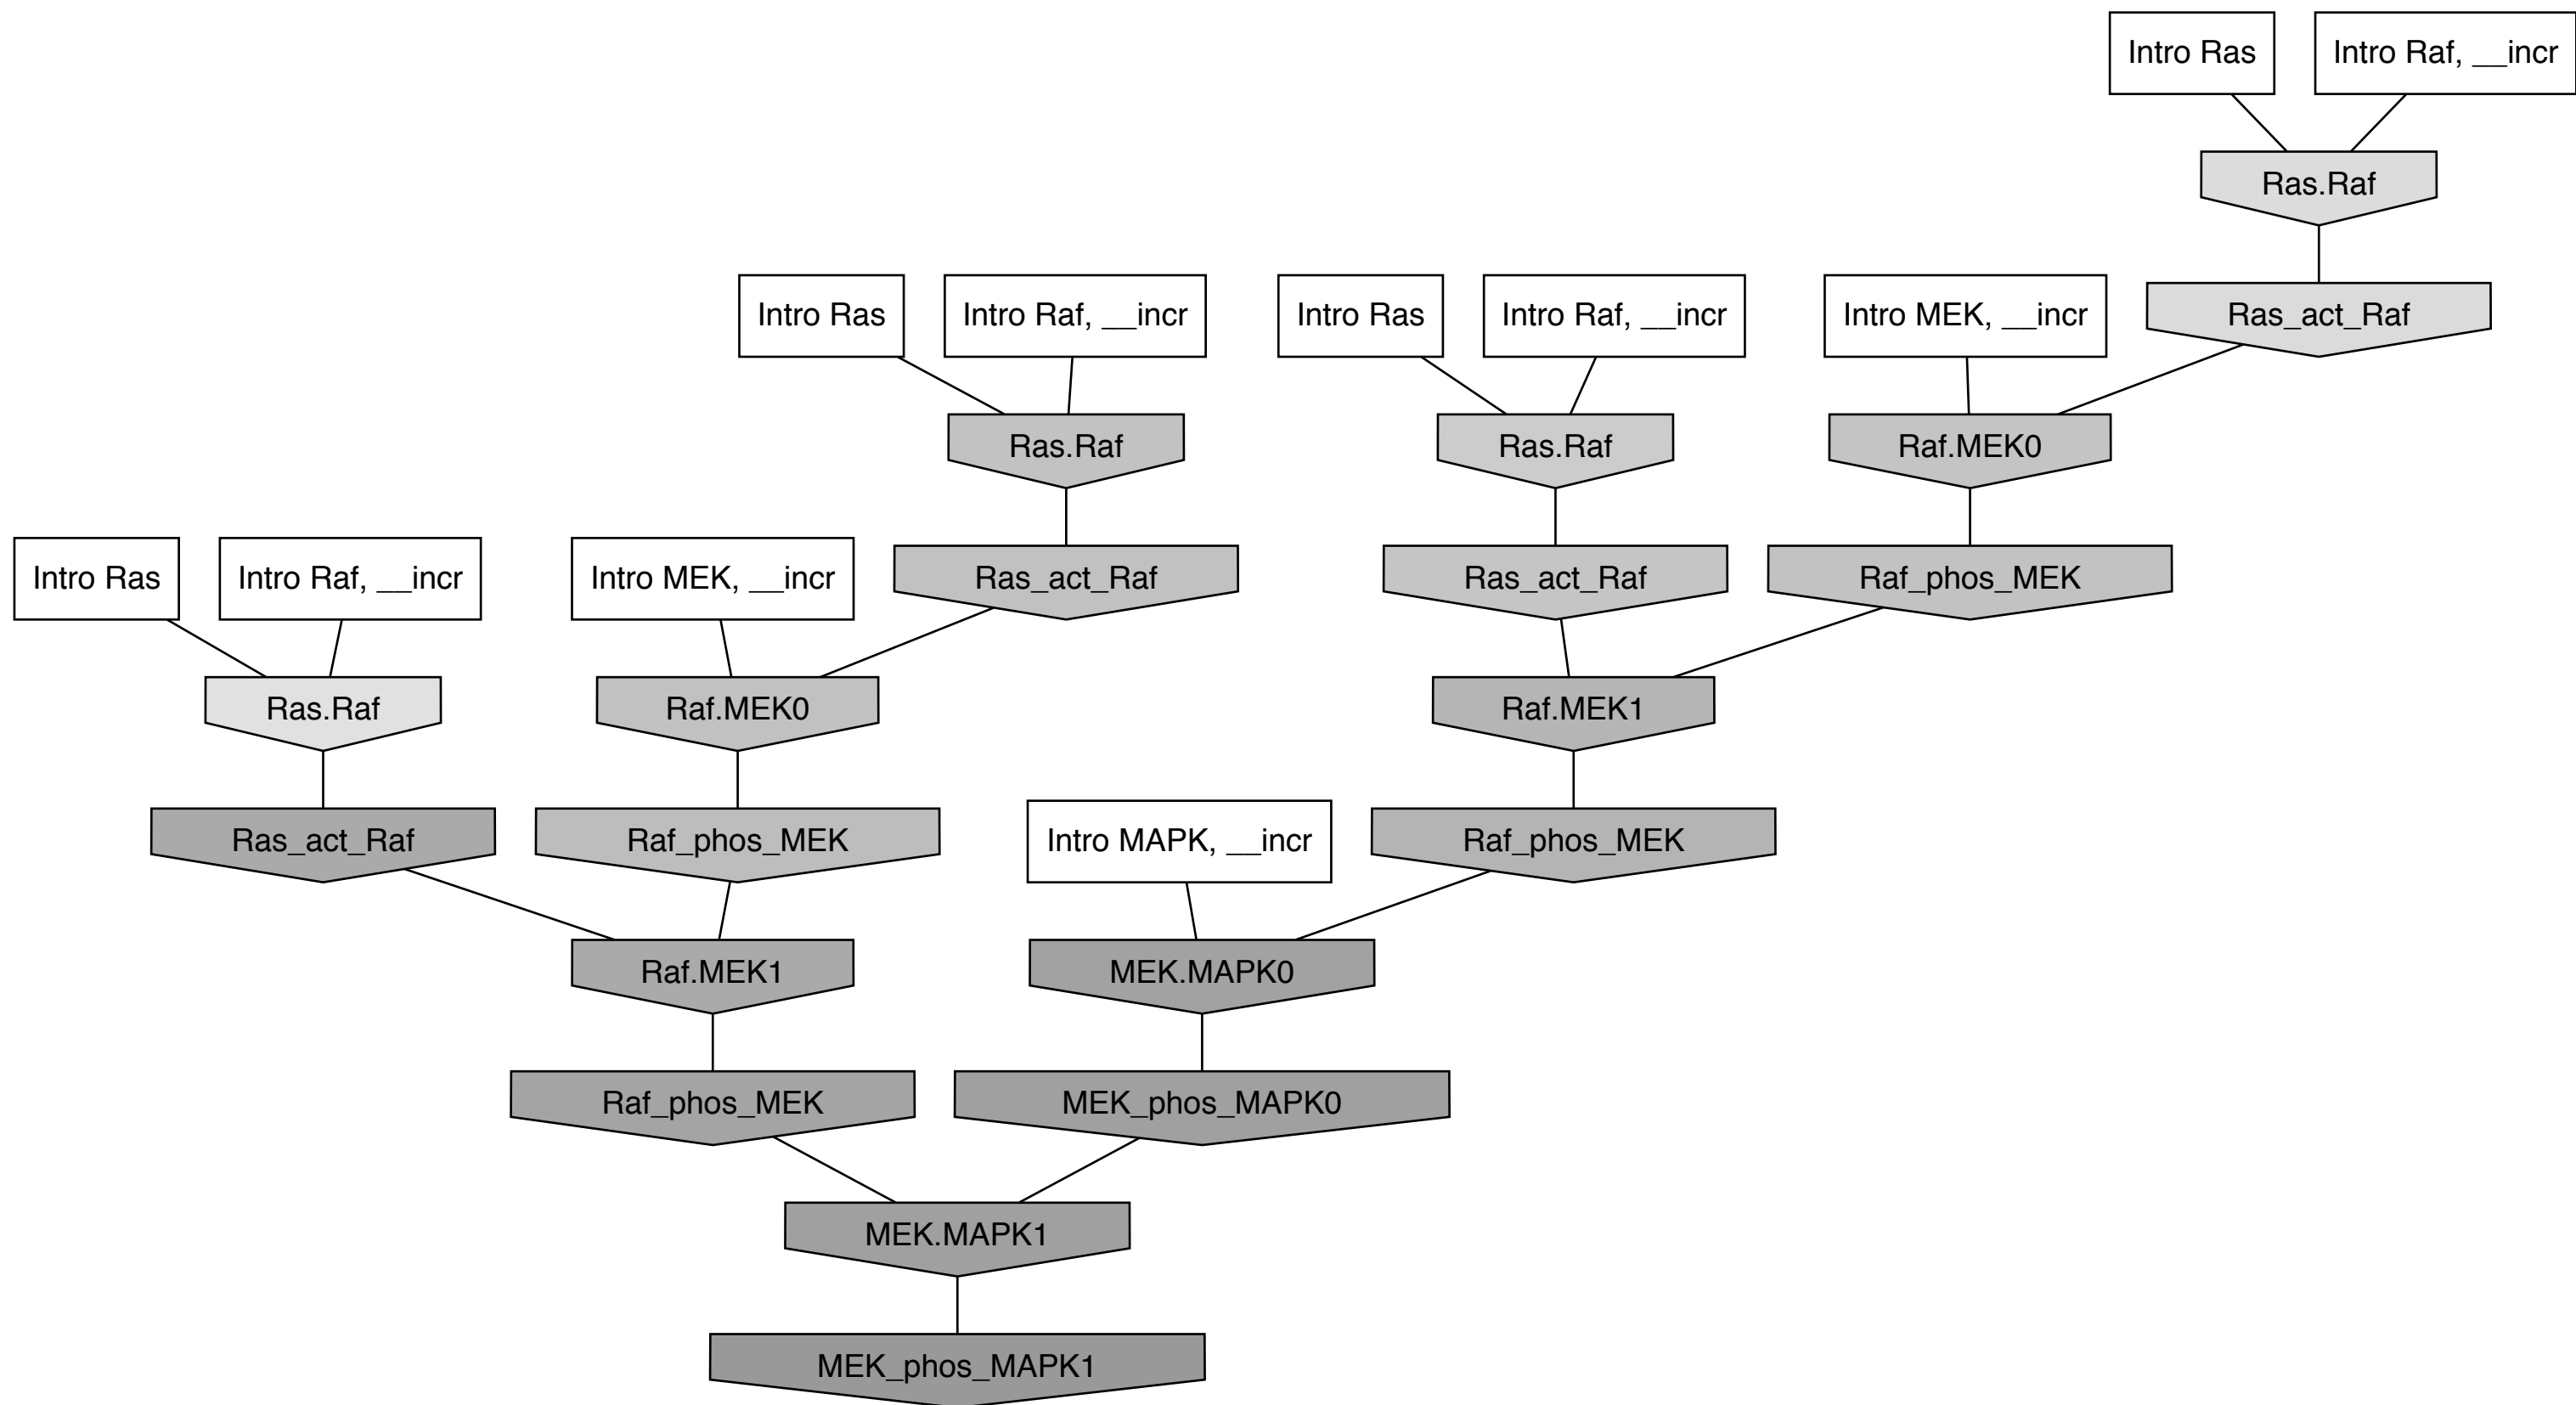 Intro Ras
Intro Raf, __incr
Ras.Raf
Intro Ras
Intro Raf, __incr
Intro Ras
Intro Raf, __incr
Intro MEK, __incr
Ras_act_Raf
Ras.Raf
Ras.Raf
Raf.MEK0
Intro Ras
Intro Raf, __incr
Intro MEK, __incr
Ras_act_Raf
Ras_act_Raf
Raf_phos_MEK
Ras.Raf
Raf.MEK0
Raf.MEK1
Ras_act_Raf
Raf_phos_MEK
Intro MAPK, __incr
Raf_phos_MEK
Raf.MEK1
MEK.MAPK0
Raf_phos_MEK
MEK_phos_MAPK0
MEK.MAPK1
MEK_phos_MAPK1